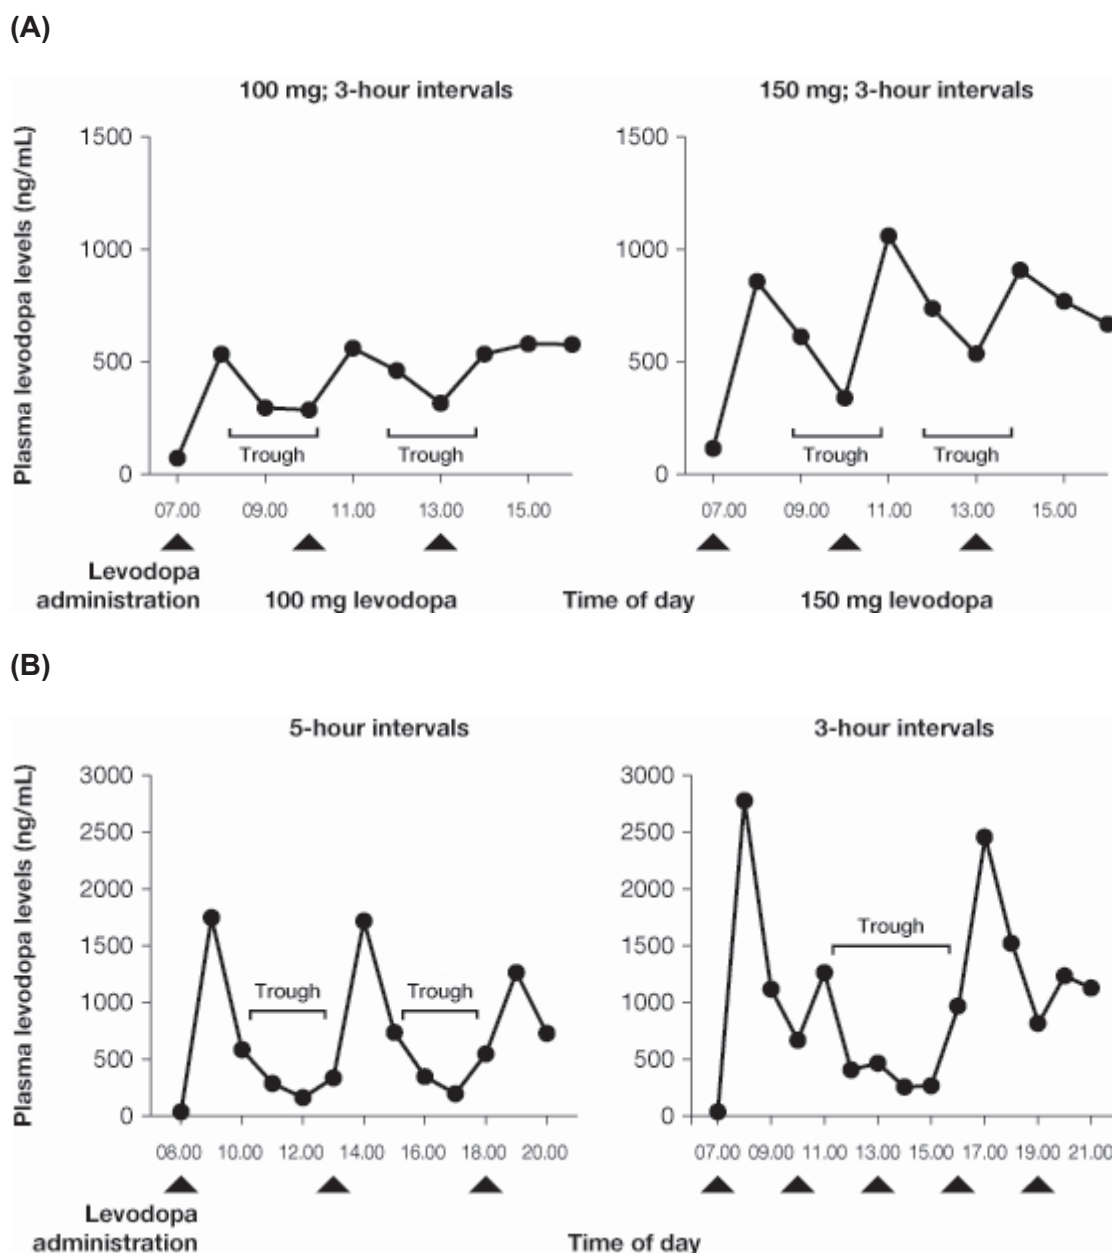 (A)
100 mg; 3-hour intervals
150 mg; 3-hour intervals
Plasma levodopa levels (ng/mL)
1500
1000
500
0
Trough
Trough
07.00 09.00 11.00 13.00 15.00
1500
1000
500
0
Trough
Trough
07.00 09.00 11.00 13.00 15.00
Levodopa
administration
100 mg levodopa
Time of day
150 mg levodopa
(B)
5-hour intervals
3-hour intervals
Plasma levodopa levels (ng/mL)
3000
2500
2000
1500
1000
500
0
Trough
Trough
08.00 10.00 12.00 14.00 16.00 18.00 20.00
3000
2500
2000
1500
1000
500
0
Trough
07.00 09.00 11.00 13.00 15.00 17.00 19.00 21.00
Levodopa
administration
Time of day